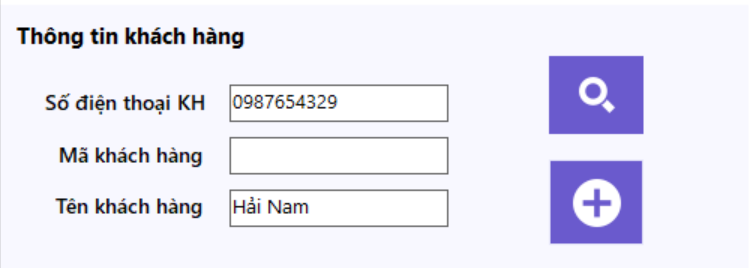 Thông tin khách hàng
Số điện thoại KH 0987654329
Mã khách hàng
Tên khách hàng Hải Nam